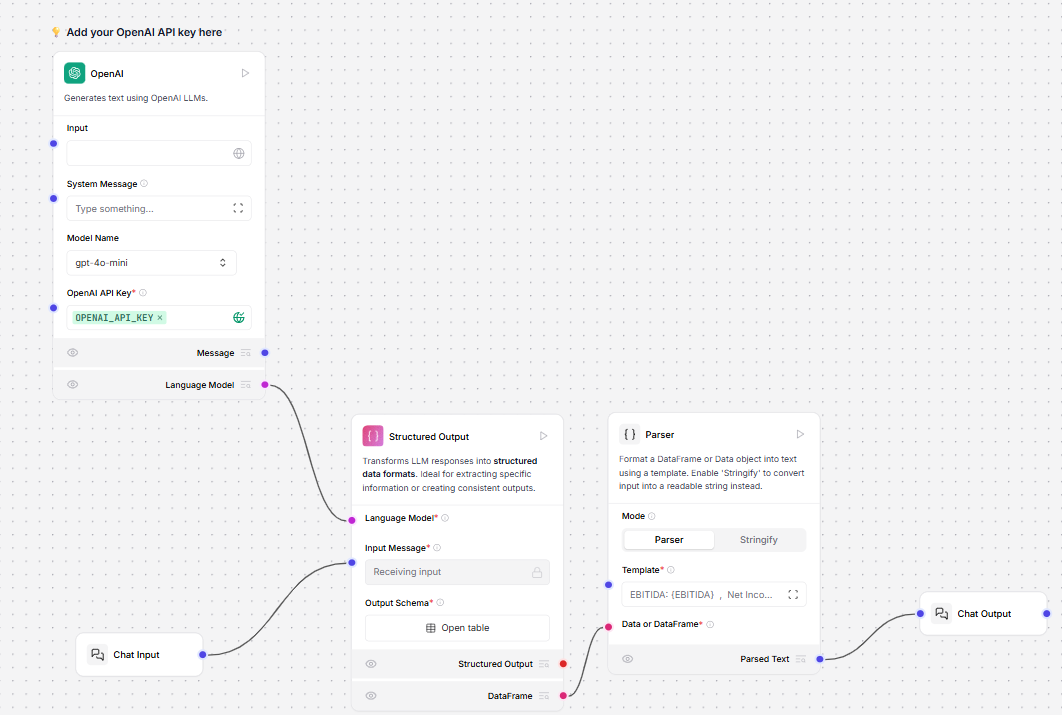 Add your OpenAI API key here
OpenAI
Generates text using OpenAI LLMs.
Input
System Message
Type something...
Model Name
gpt-4o-mini
OpenAI API Key*
OPENAI_API_KEY ×
Message
Language Model
Structured Output
Transforms LLM responses into structured
data formats. Ideal for extracting specific
information or creating consistent outputs.
Language Model*
Input Message*
Receiving input
Output Schema*
Open table
Structured Output
DataFrame
Parser
Format a DataFrame or Data object into text
using a template. Enable 'Stringify' to convert
input into a readable string instead.
Mode
Parser
Stringify
Template*
EBITIDA: {EBITIDA} , Net Inco...
Data or DataFrame*
Parsed Text
Chat Input
Chat Output